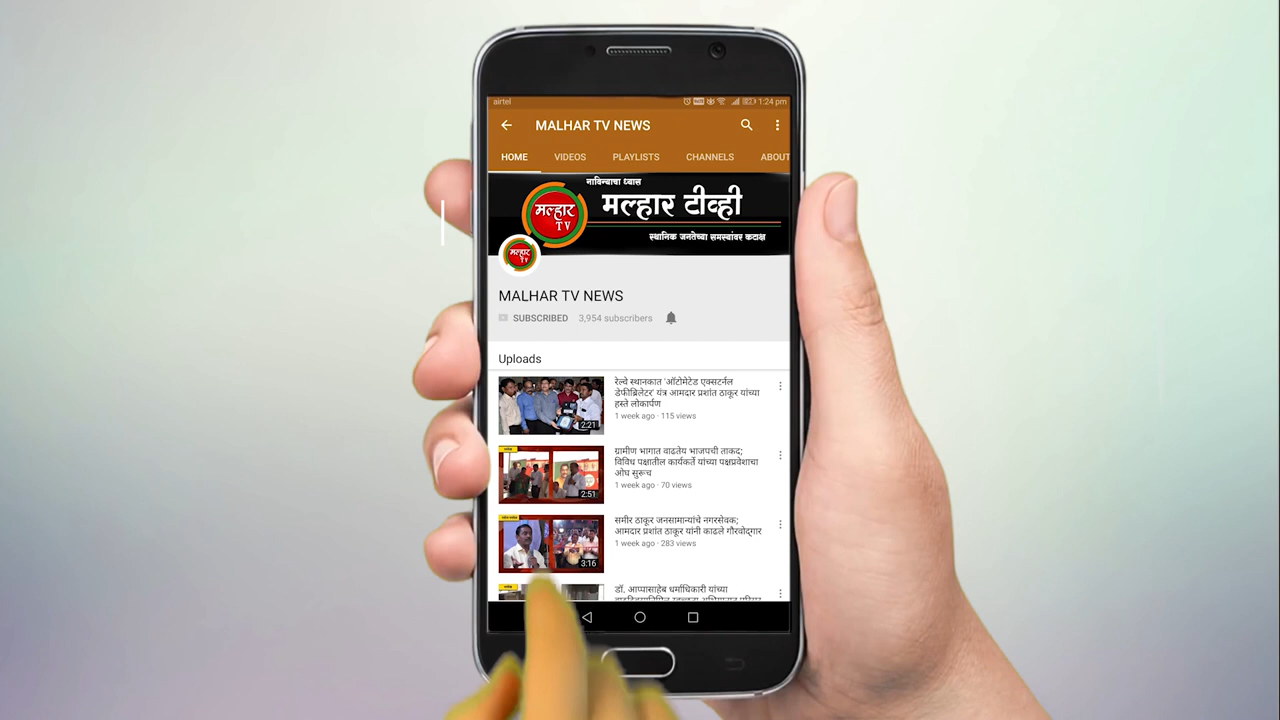 airtel 1:24 pm
MALHAR TV NEWS
HOME VIDEOS PLAYLISTS CHANNELS ABOUT
नाविन्याचा ध्यास
मल्हार टीव्ही
स्थानिक जनतेच्या समस्यांवर कटाक्ष
मल्हार
TV
मल्हार
TV
MALHAR TV NEWS
SUBSCRIBED 3,954 subscribers
Uploads
रेल्वे स्थानकात 'ऑटोमेटेड एक्सटर्नल
डेफीब्रिलेटर' यंत्र आमदार प्रशांत ठाकूर यांच्या
हस्ते लोकार्पण
1 week ago · 115 views
2:21
ग्रामीण भागात वाढतेय भाजपची ताकद;
विविध पक्षातील कार्यकर्ते यांच्या पक्षप्रवेशाचा
ओघ सुरूच
1 week ago · 70 views
2:51
समीर ठाकूर जनसामान्यांचे नगरसेवक;
आमदार प्रशांत ठाकूर यांनी काढले गौरवोद्गार
1 week ago · 283 views
3:16
डॉ. आप्पासाहेब धर्माधिकारी यांच्या